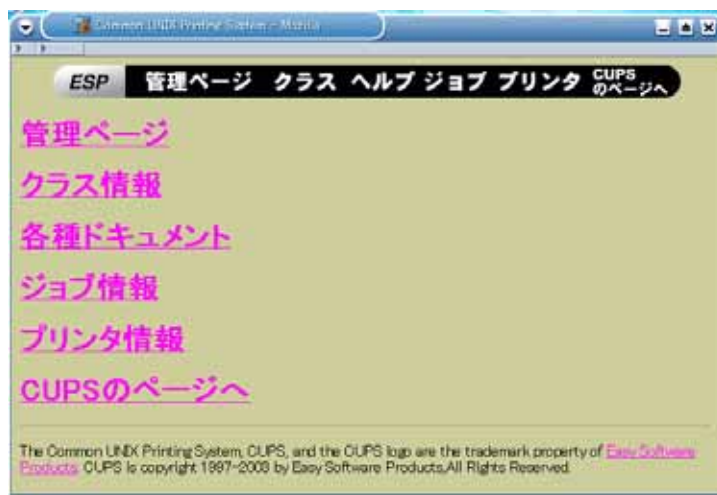 Common UNIX Printing System - Mozilla
ESP 管理ページ クラス ヘルプ ジョブ プリンタ CUPSのページへ
管理ページ
クラス情報
各種ドキュメント
ジョブ情報
プリンタ情報
CUPSのページへ
The Common UNIX Printing System, CUPS, and the CUPS logo are the trademark property of Easy Software
Products. CUPS is copyright 1997-2003 by Easy Software Products,All Rights Reserved.